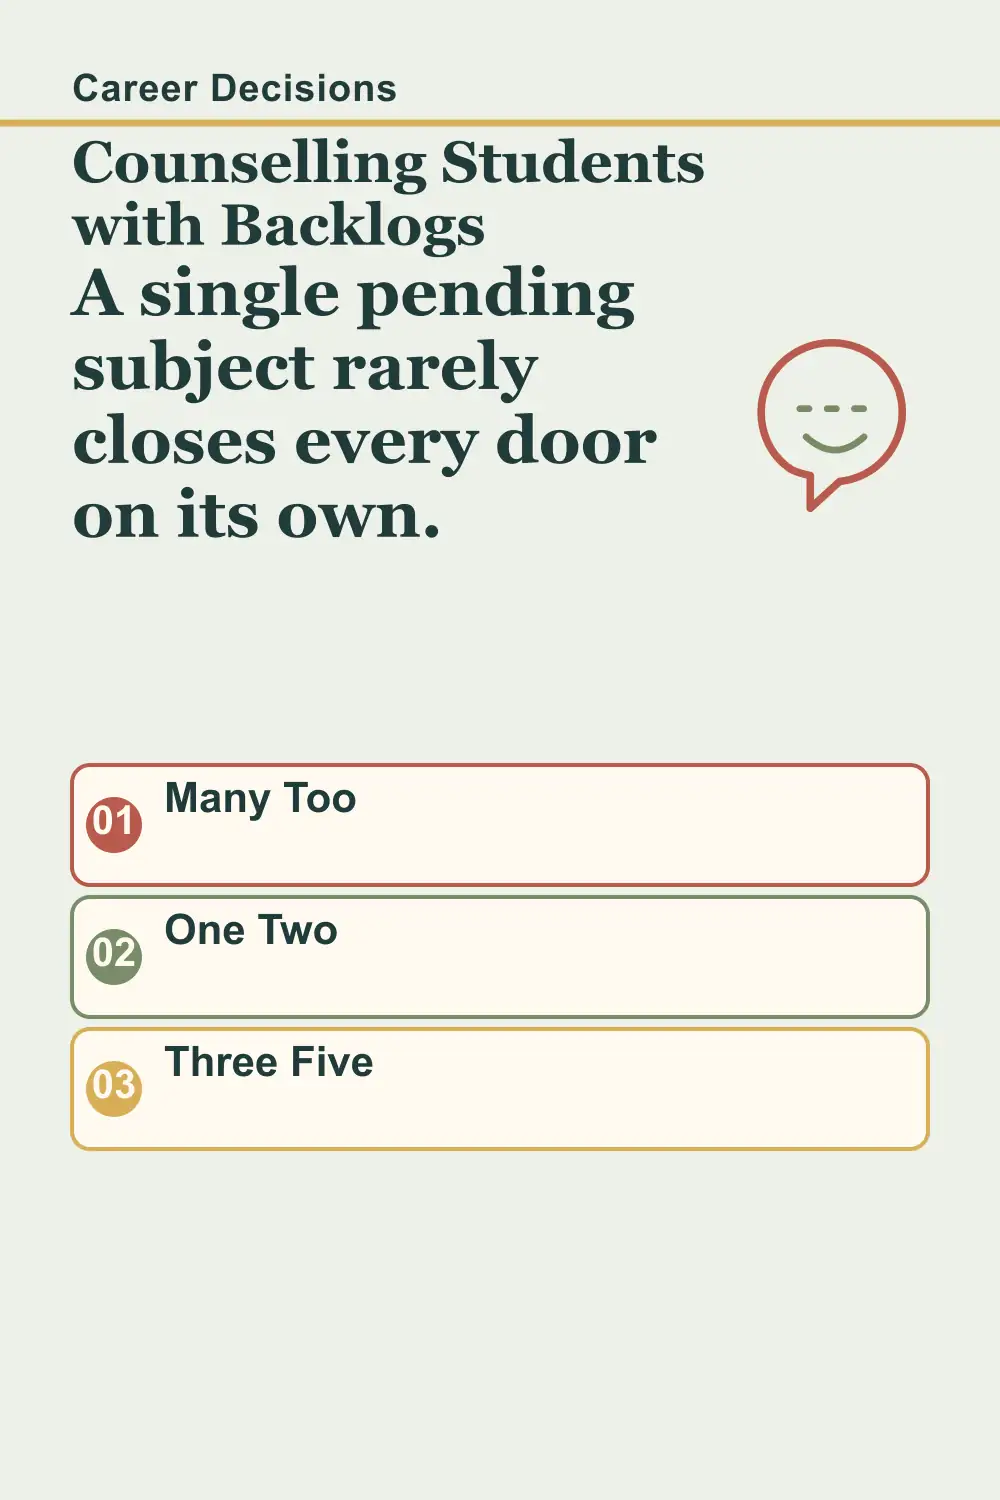 Career Decisions
Counselling Students
with Backlogs
A single pending
subject rarely
closes every door
on its own.
01 Many Too
02 One Two
03 Three Five